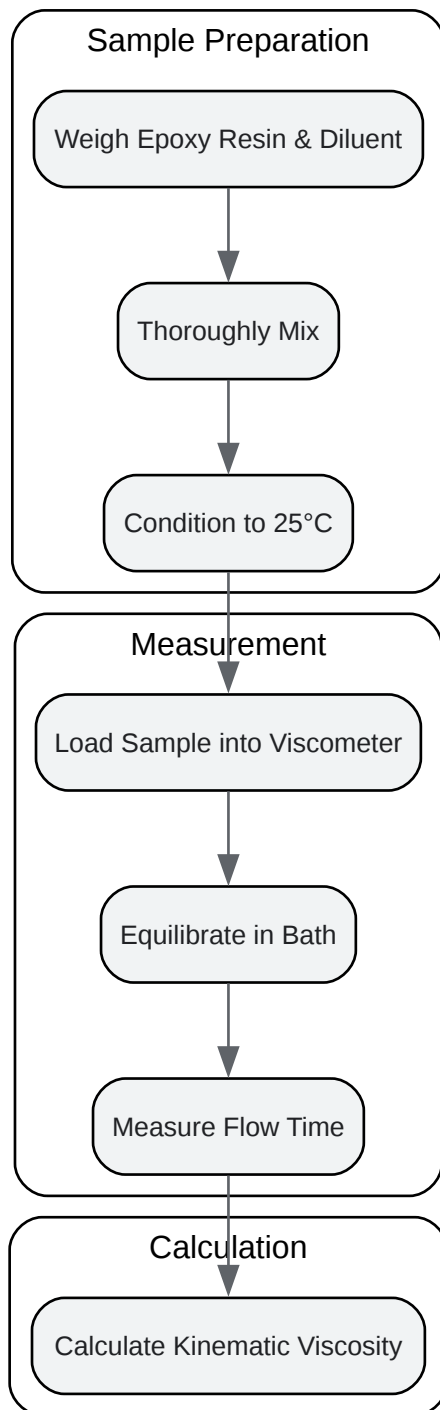 Sample Preparation
Weigh Epoxy Resin & Diluent
Thoroughly Mix
Condition to 25°C
Measurement
Load Sample into Viscometer
Equilibrate in Bath
Measure Flow Time
Calculation
Calculate Kinematic Viscosity